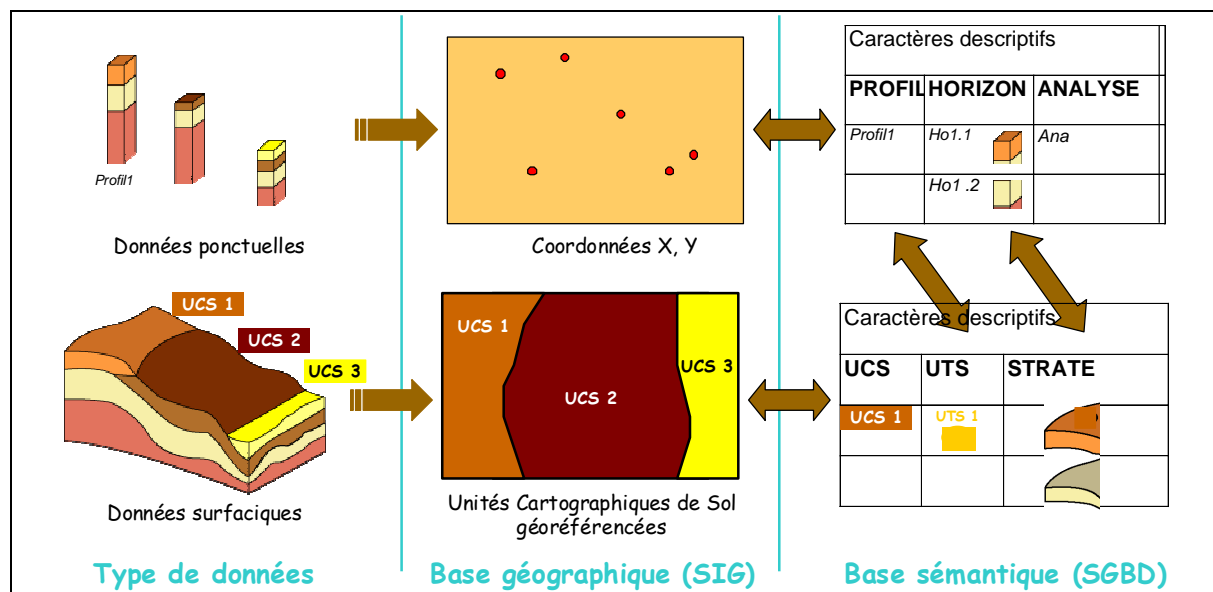 Profil1
Données ponctuelles
Coordonnées X, Y
Caractères descriptifs
PROFIL HORIZON ANALYSE
Profil1 Ho1.1 Ana
Ho1 .2
UCS 1
UCS 2
UCS 3
Données surfaciques
UCS 1
UCS 2
UCS 3
Unités Cartographiques de Sol
géoréférencées
Caractères descriptifs
UCS UTS STRATE
UCS 1 UTS 1
Type de données
Base géographique (SIG)
Base sémantique (SGBD)